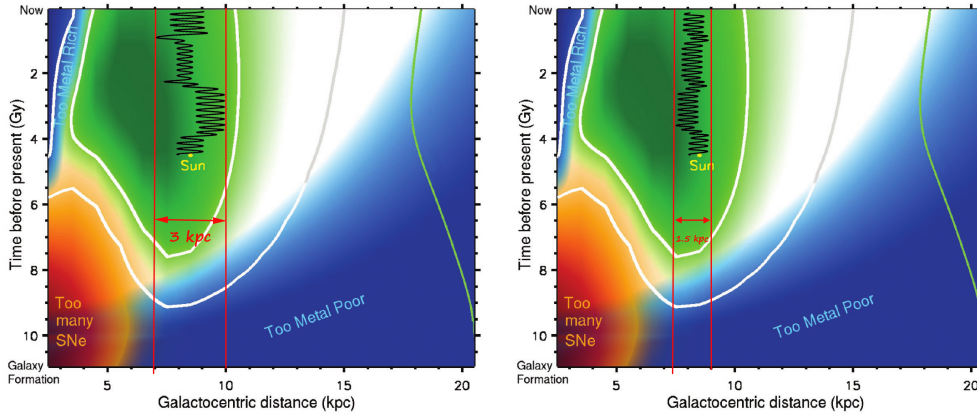 Now
2
4
6
8
10
Galaxy
Formation
Time before present (Gy)
Too Metal Rich
Sun
3 kpc
Too
many
SNe
Too Metal Poor
5
10
15
20
Galactocentric distance (kpc)
Now
2
4
6
8
10
Galaxy
Formation
Time before present (Gy)
Too Metal Rich
Sun
1.5 kpc
Too
many
SNe
Too Metal Poor
5
10
15
20
Galactocentric distance (kpc)